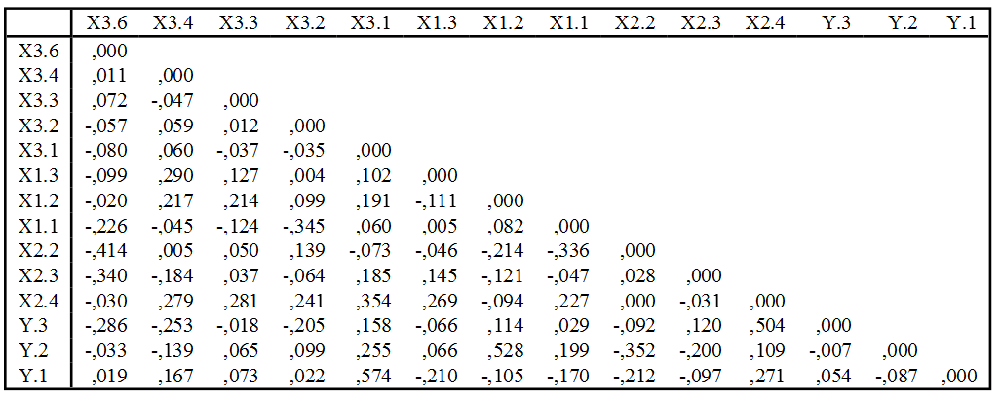 X3.6 X3.4 X3.3 X3.2 X3.1 X1.3 X1.2 X1.1 X2.2 X2.3 X2.4 Y.3 Y.2 Y.1
X3.6 ,000
X3.4 ,011 ,000
X3.3 ,072 -,047 ,000
X3.2 -,057 ,059 ,012 ,000
X3.1 -,080 ,060 -,037 -,035 ,000
X1.3 -,099 ,290 ,127 ,004 ,102 ,000
X1.2 -,020 ,217 ,214 ,099 ,191 -,111 ,000
X1.1 -,226 -,045 -,124 -,345 ,060 ,005 ,082 ,000
X2.2 -,414 ,005 ,050 ,139 -,073 -,046 -,214 -,336 ,000
X2.3 -,340 -,184 ,037 -,064 ,185 ,145 -,121 -,047 ,028 ,000
X2.4 -,030 ,279 ,281 ,241 ,354 ,269 -,094 ,227 ,000 -,031 ,000
Y.3 -,286 -,253 -,018 -,205 ,158 -,066 ,114 ,029 -,092 ,120 ,504 ,000
Y.2 -,033 -,139 ,065 ,099 ,255 ,066 ,528 ,199 -,352 -,200 ,109 -,007 ,000
Y.1 ,019 ,167 ,073 ,022 ,574 -,210 -,105 -,170 -,212 -,097 ,271 ,054 -,087 ,000